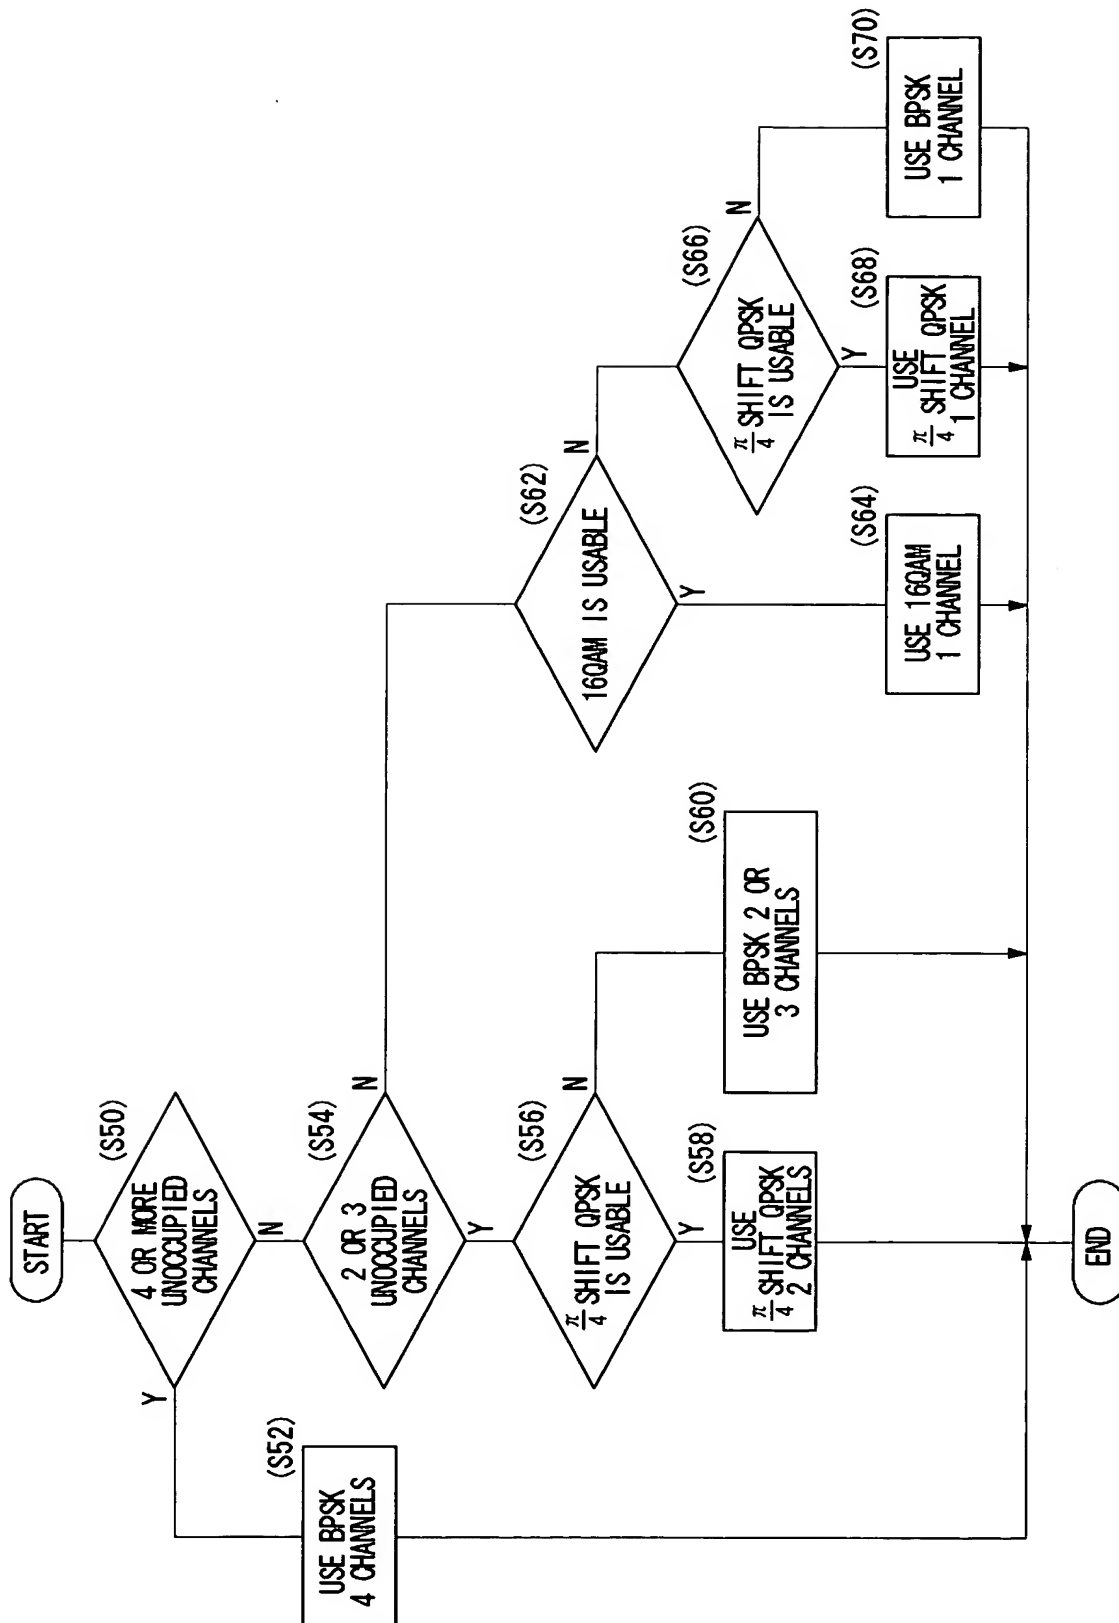 START
(S50)
4 OR MORE
UNOCCUPIED
CHANNELS
Y
N
(S52)
USE BPSK
4 CHANNELS
(S54)
2 OR 3
UNOCCUPIED
CHANNELS
Y
N
(S56)
π/4 SHIFT QPSK
IS USABLE
Y
N
(S58)
USE
π/4 SHIFT QPSK
2 CHANNELS
(S60)
USE BPSK 2 OR
3 CHANNELS
(S62)
16QAM IS USABLE
Y
N
(S64)
USE 16QAM
1 CHANNEL
(S66)
π/4 SHIFT QPSK
IS USABLE
Y
N
(S68)
USE
π/4 SHIFT QPSK
1 CHANNEL
(S70)
USE BPSK
1 CHANNEL
END